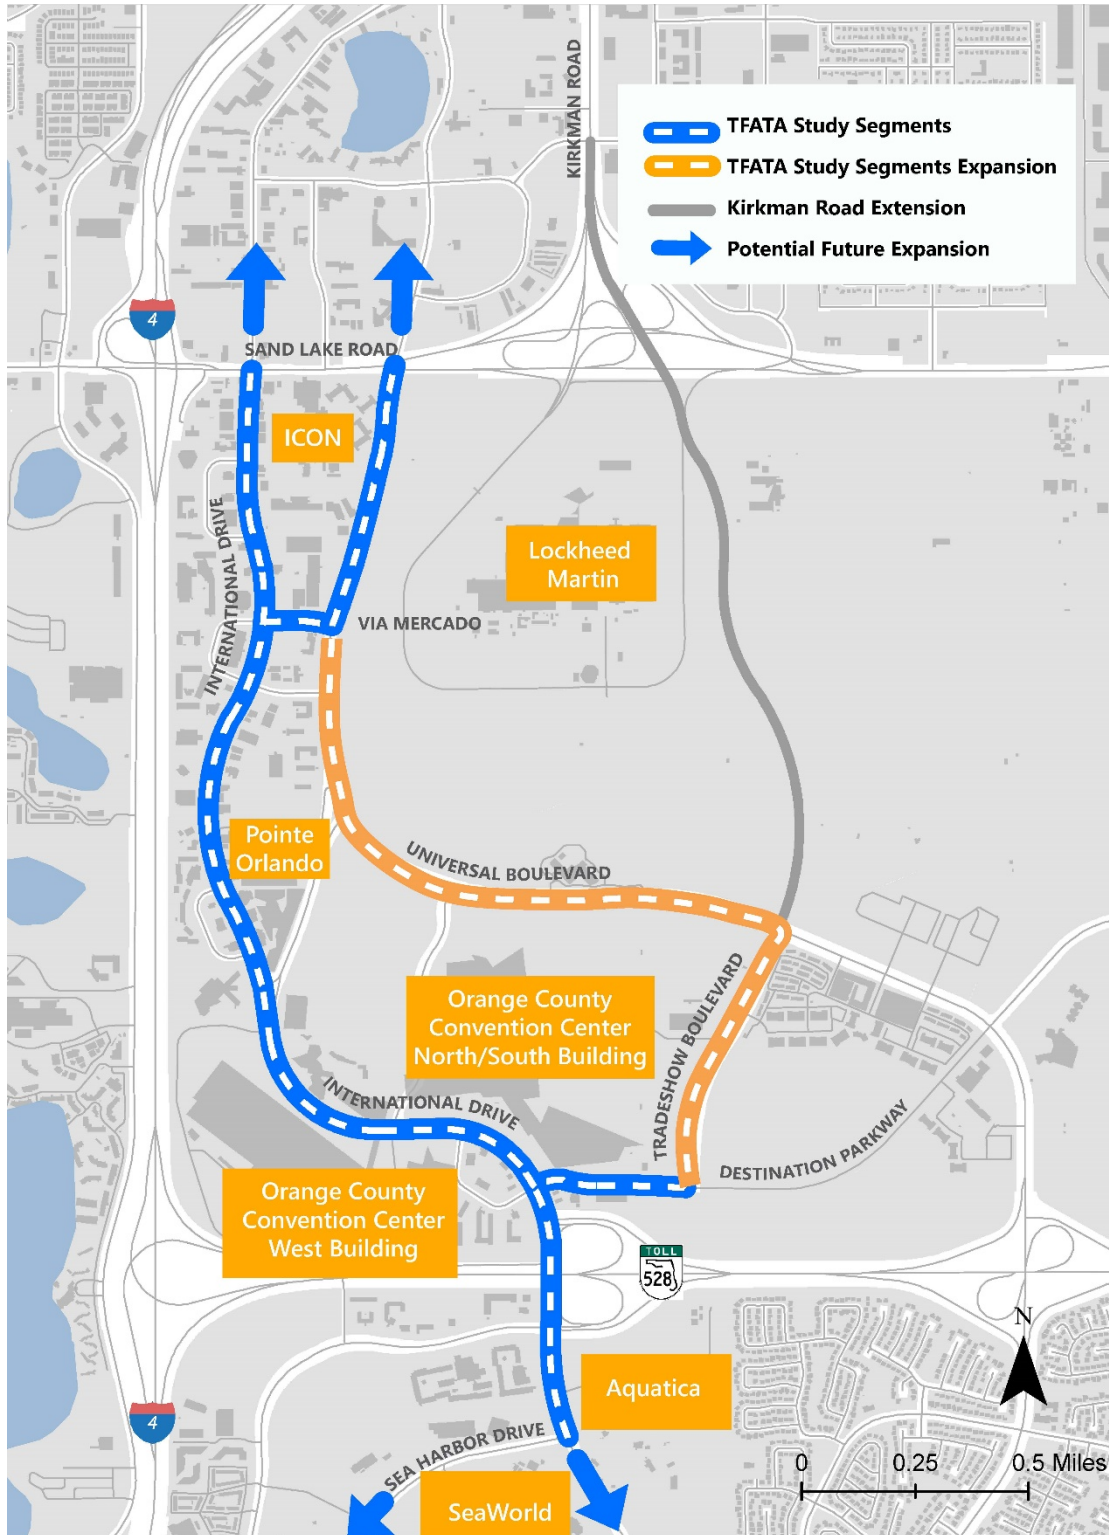 KIRKMAN ROAD
TFATA Study Segments
TFATA Study Segments Expansion
Kirkman Road Extension
Potential Future Expansion
4
SAND LAKE ROAD
ICON
INTERNATIONAL DRIVE
Lockheed
Martin
VIA MERCADO
Pointe
Orlando
UNIVERSAL BOULEVARD
Orange County
Convention Center
North/South Building
TRADESHOW BOULEVARD
INTERNATIONAL DRIVE
DESTINATION PARKWAY
Orange County
Convention Center
West Building
TOLL
528
N
Aquatica
4
SEA HARBOR DRIVE
0 0.25 0.5 Miles
SeaWorld